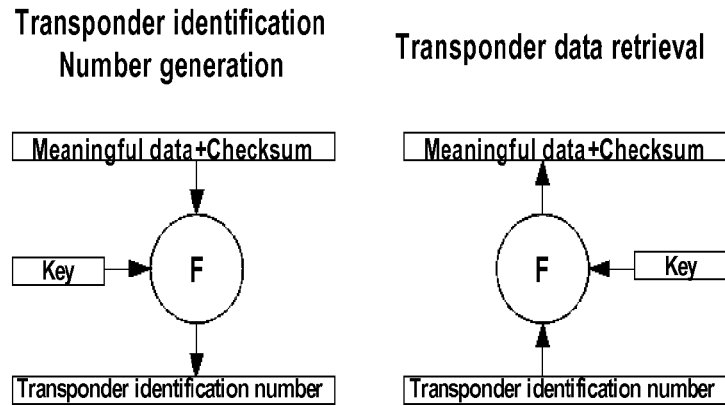 Transponder identification
Number generation
Meaningful data+Checksum
Key
F
Transponder identification number
Transponder data retrieval
Meaningful data+Checksum
F
Key
Transponder identification number